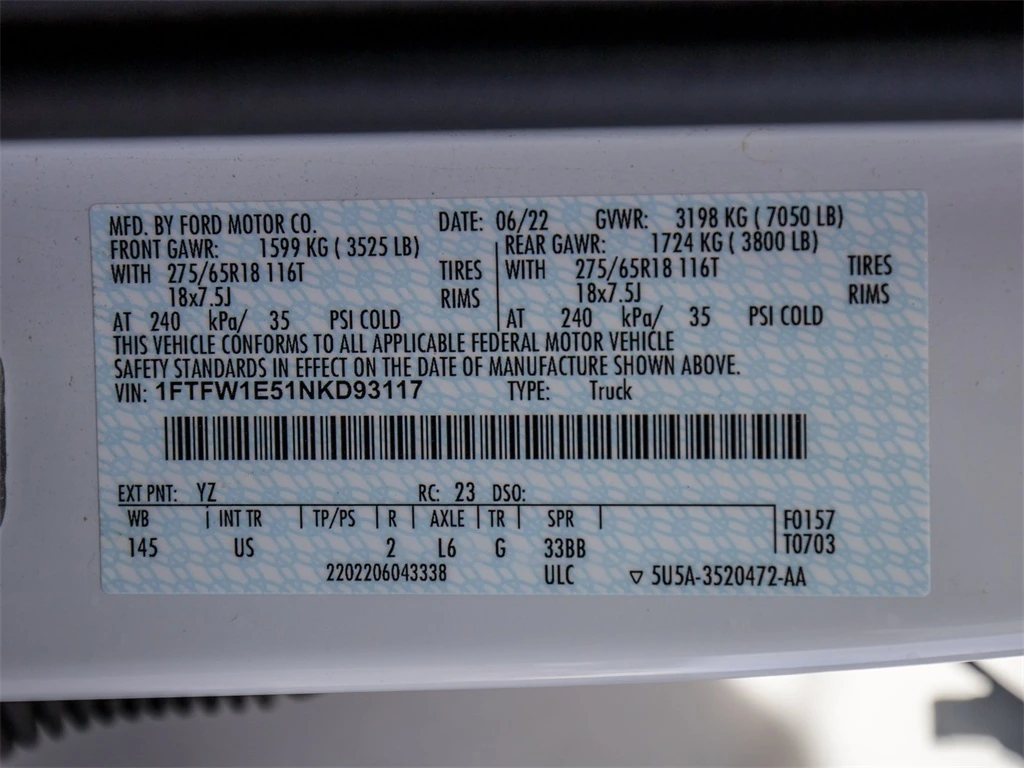 MFD. BY FORD MOTOR CO. DATE: 06/22 GVWR: 3198 KG ( 7050 LB)
FRONT GAWR: 1599 KG ( 3525 LB) REAR GAWR: 1724 KG ( 3800 LB)
WITH 275/65R18 116T TIRES WITH 275/65R18 116T TIRES
18x7.5J RIMS 18x7.5J RIMS
AT 240 kPa/ 35 PSI COLD AT 240 kPa/ 35 PSI COLD
THIS VEHICLE CONFORMS TO ALL APPLICABLE FEDERAL MOTOR VEHICLE
SAFETY STANDARDS IN EFFECT ON THE DATE OF MANUFACTURE SHOWN ABOVE.
VIN: 1FTFW1E51NKD93117 TYPE: Truck
EXT PNT: YZ RC: 23 DSO:
WB INT TR TP/PS R AXLE TR SPR F0157
145 US 2 L6 G 33BB T0703
2202206043338 ULC ▽ 5U5A-3520472-AA